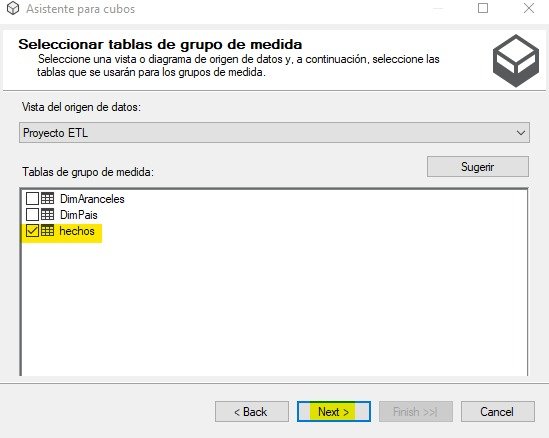 Asistente para cubos
Seleccionar tablas de grupo de medida
Seleccione una vista o diagrama de origen de datos y, a continuación, seleccione las
tablas que se usarán para los grupos de medida.
Vista del origen de datos:
Proyecto ETL
Tablas de grupo de medida:
Sugerir
DimAranceles
DimPais
hechos
< Back
Next >
Finish >>|
Cancel